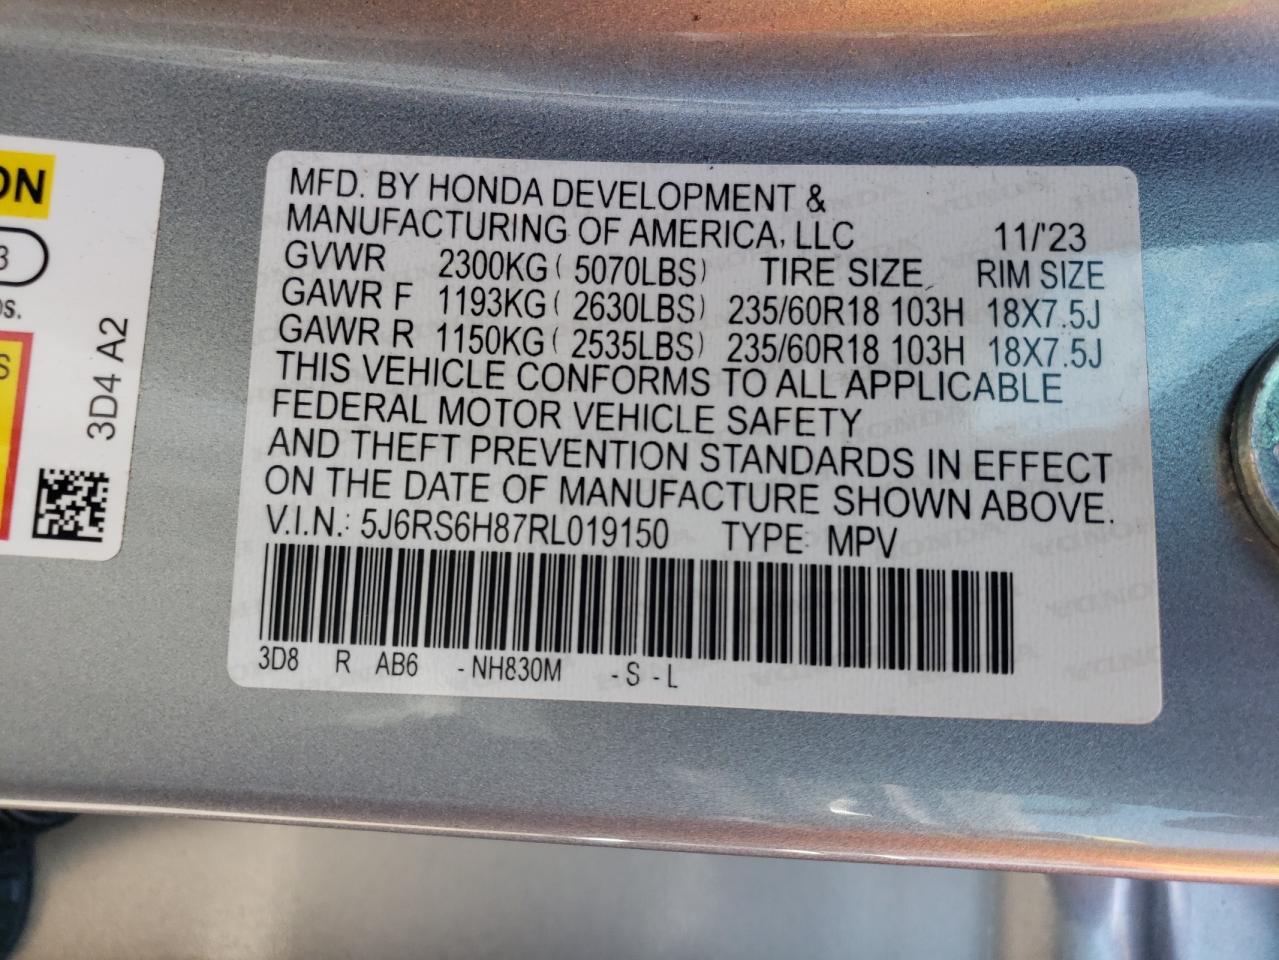 ON
3
os.
S
3D4 A2
MFD. BY HONDA DEVELOPMENT &
MANUFACTURING OF AMERICA, LLC 11/'23
GVWR 2300KG ( 5070LBS) TIRE SIZE RIM SIZE
GAWR F 1193KG ( 2630LBS) 235/60R18 103H 18X7.5J
GAWR R 1150KG ( 2535LBS) 235/60R18 103H 18X7.5J
THIS VEHICLE CONFORMS TO ALL APPLICABLE
FEDERAL MOTOR VEHICLE SAFETY
AND THEFT PREVENTION STANDARDS IN EFFECT
ON THE DATE OF MANUFACTURE SHOWN ABOVE.
V.I.N.: 5J6RS6H87RL019150 TYPE: MPV
3D8 R AB6 -NH830M -S -L